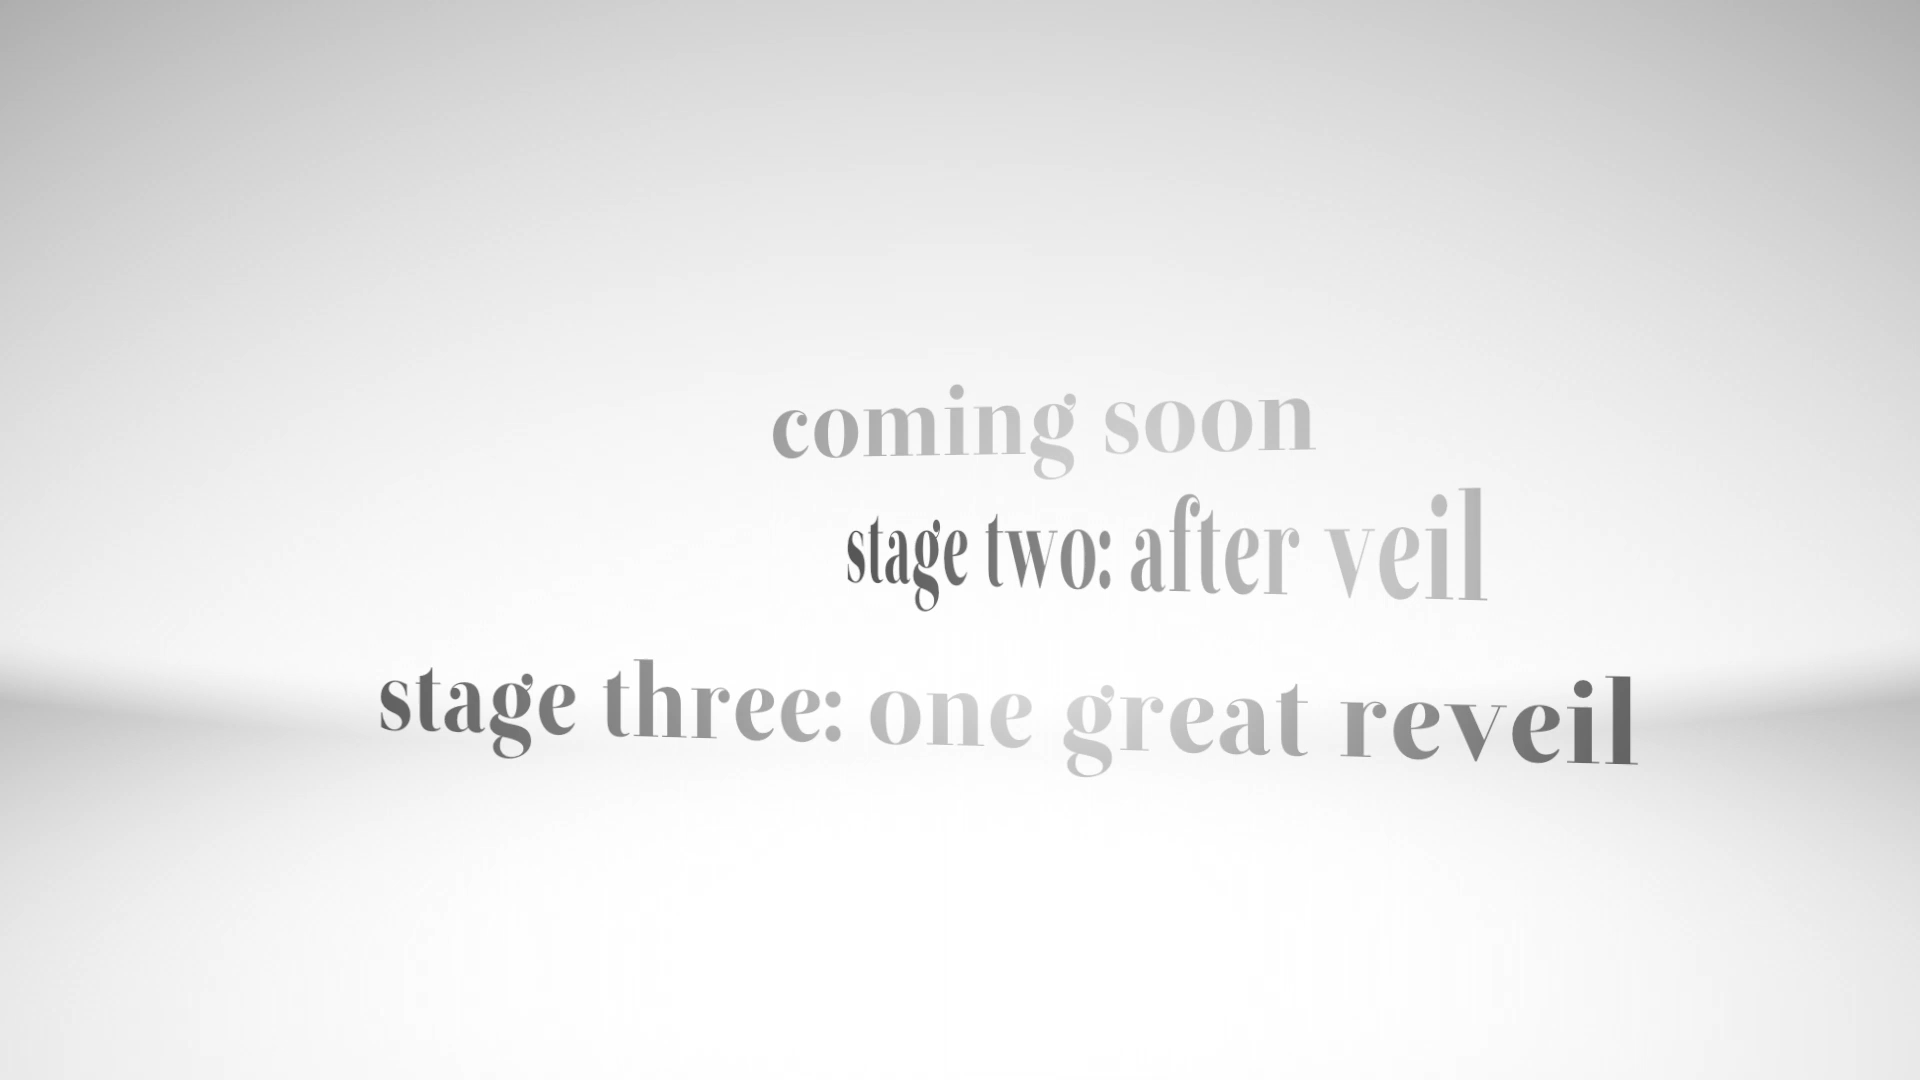 coming soon
stage two: after veil
stage three: one great reveil